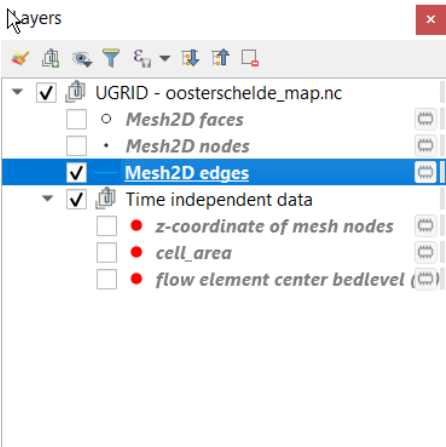 Layers
UGRID - oosterschelde_map.nc
Mesh2D faces
Mesh2D nodes
Mesh2D edges
Time independent data
z-coordinate of mesh nodes
cell_area
flow element center bedlevel (